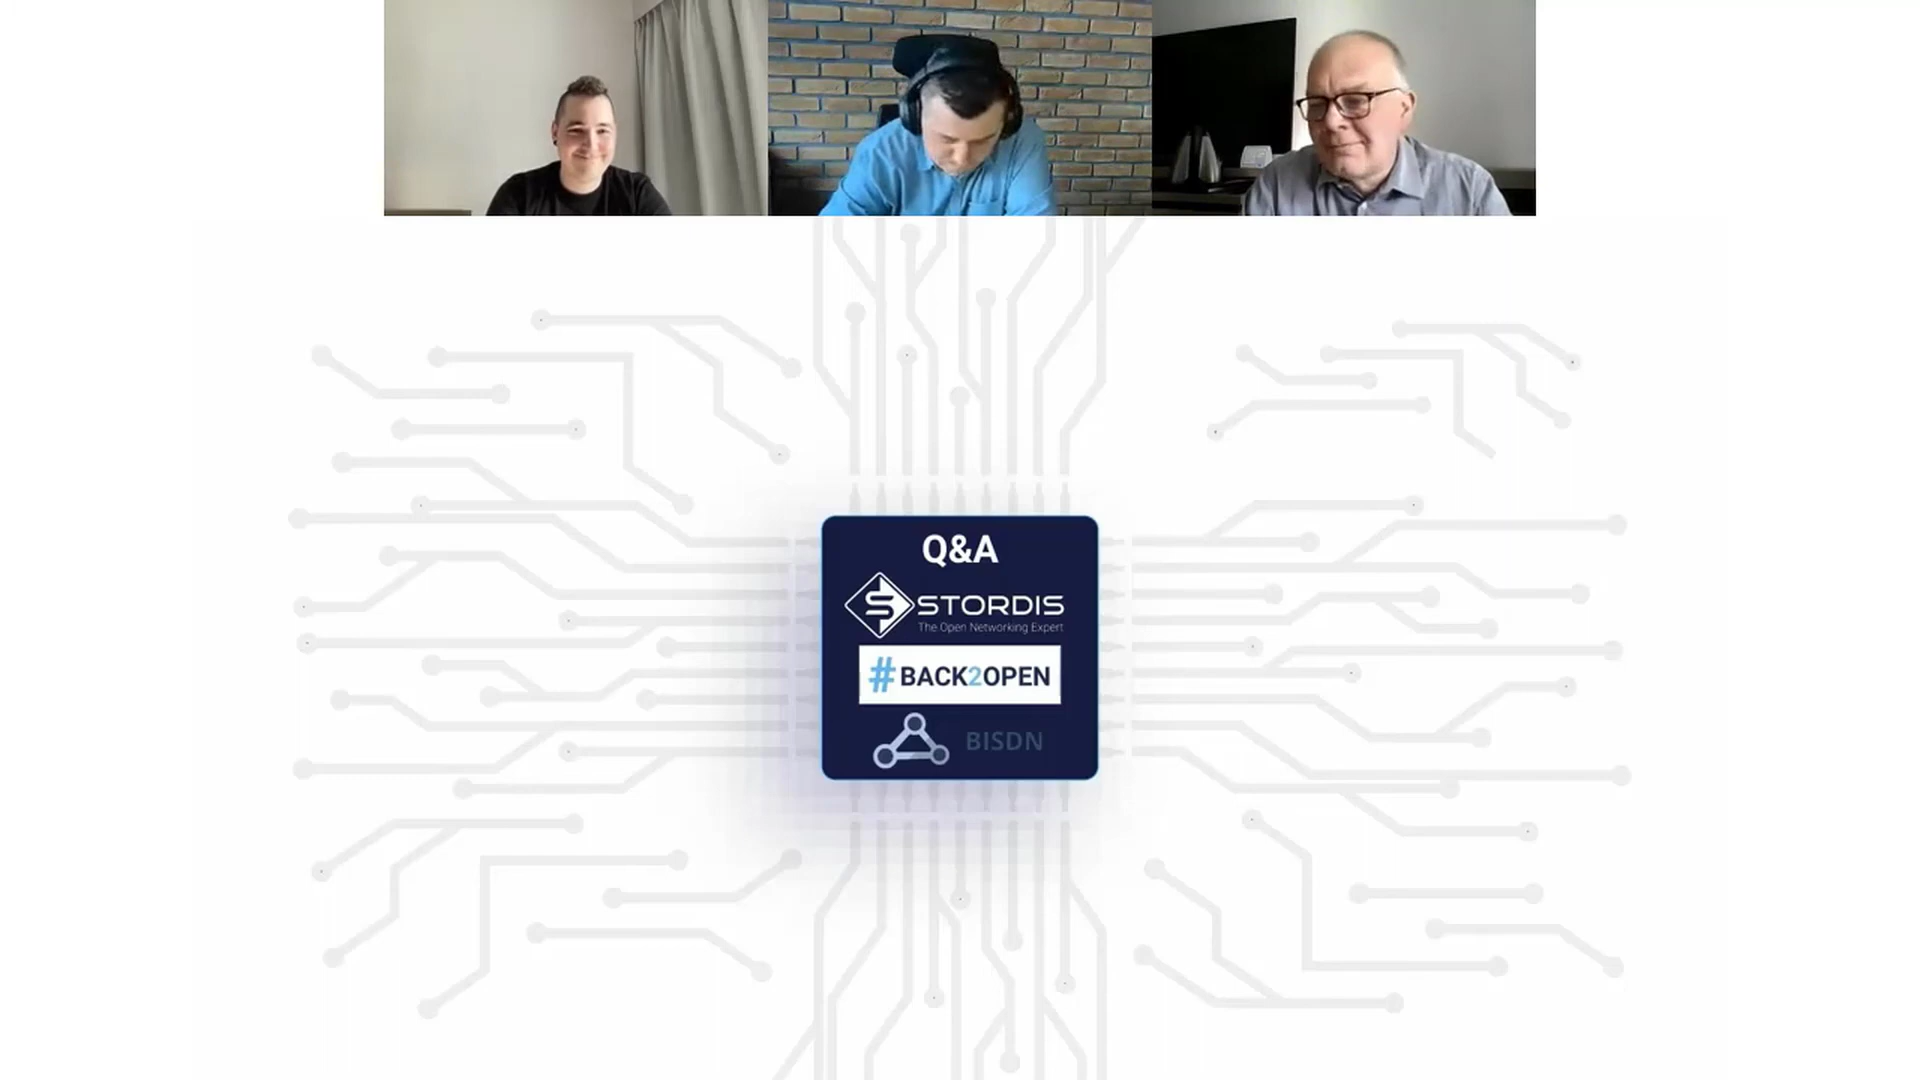 Q&A
STORDIS
The Open Networking Expert
#BACK2OPEN
BISDN